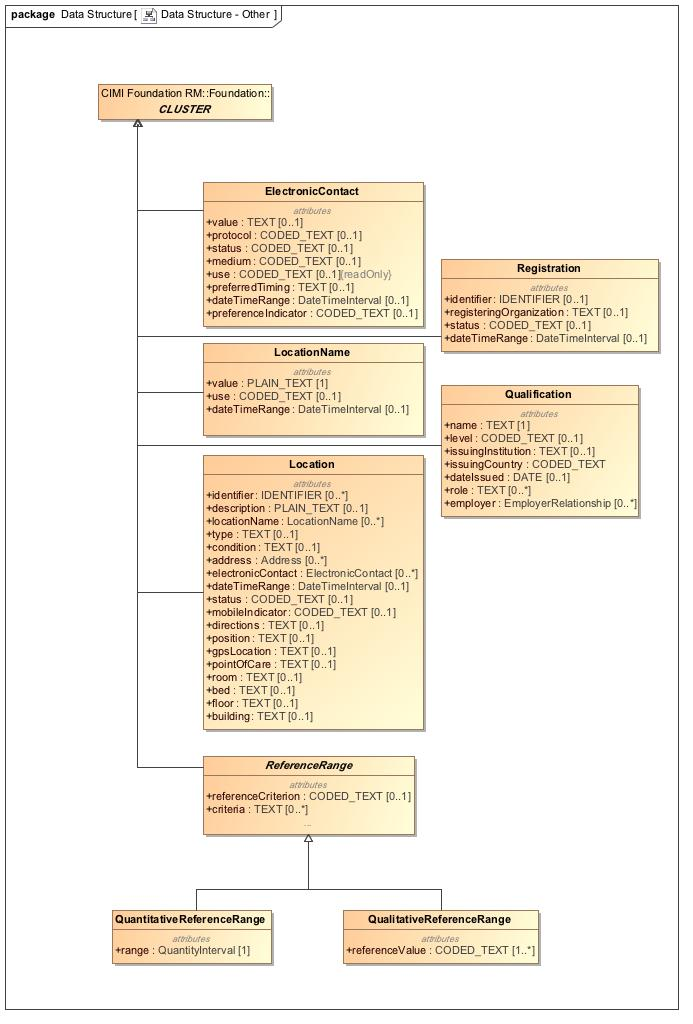 package Data Structure [ Data Structure - Other ]
CIMI Foundation RM::Foundation::
CLUSTER
ElectronicContact
attributes
+value : TEXT [0..1]
+protocol : CODED_TEXT [0..1]
+status : CODED_TEXT [0..1]
+medium : CODED_TEXT [0..1]
+use : CODED_TEXT [0..1]{readOnly}
+preferredTiming : TEXT [0..1]
+dateTimeRange : DateTimeInterval [0..1]
+preferenceIndicator : CODED_TEXT [0..1]
Registration
attributes
+identifier : IDENTIFIER [0..1]
+registeringOrganization : TEXT [0..1]
+status : CODED_TEXT [0..1]
+dateTimeRange : DateTimeInterval [0..1]
LocationName
attributes
+value : PLAIN_TEXT [1]
+use : CODED_TEXT [0..1]
+dateTimeRange : DateTimeInterval [0..1]
Qualification
attributes
+name : TEXT [1]
+level : CODED_TEXT [0..1]
+issuingInstitution : TEXT [0..1]
+issuingCountry : CODED_TEXT
+dateIssued : DATE [0..1]
+role : TEXT [0..*]
+employer : EmployerRelationship [0..*]
Location
attributes
+identifier : IDENTIFIER [0..*]
+description : PLAIN_TEXT [0..1]
+locationName : LocationName [0..*]
+type : TEXT [0..1]
+condition : TEXT [0..1]
+address : Address [0..*]
+electronicContact : ElectronicContact [0..*]
+dateTimeRange : DateTimeInterval [0..1]
+status : CODED_TEXT [0..1]
+mobileIndicator : CODED_TEXT [0..1]
+directions : TEXT [0..1]
+position : TEXT [0..1]
+gpsLocation : TEXT [0..1]
+pointOfCare : TEXT [0..1]
+room : TEXT [0..1]
+bed : TEXT [0..1]
+floor : TEXT [0..1]
+building : TEXT [0..1]
ReferenceRange
attributes
+referenceCriterion : CODED_TEXT [0..1]
+criteria : TEXT [0..*]
...
QuantitativeReferenceRange
attributes
+range : QuantityInterval [1]
QualitativeReferenceRange
attributes
+referenceValue : CODED_TEXT [1..*]